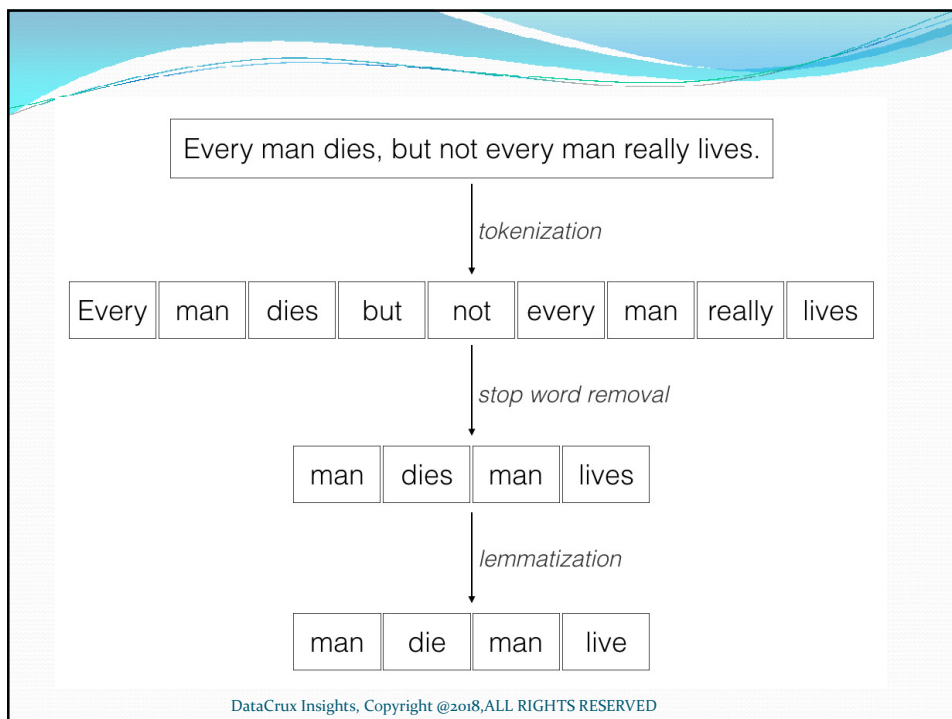 Every man dies, but not every man really lives.
tokenization
Every man dies but not every man really lives
stop word removal
man dies man lives
lemmatization
man die man live
DataCrux Insights, Copyright @2018,ALL RIGHTS RESERVED